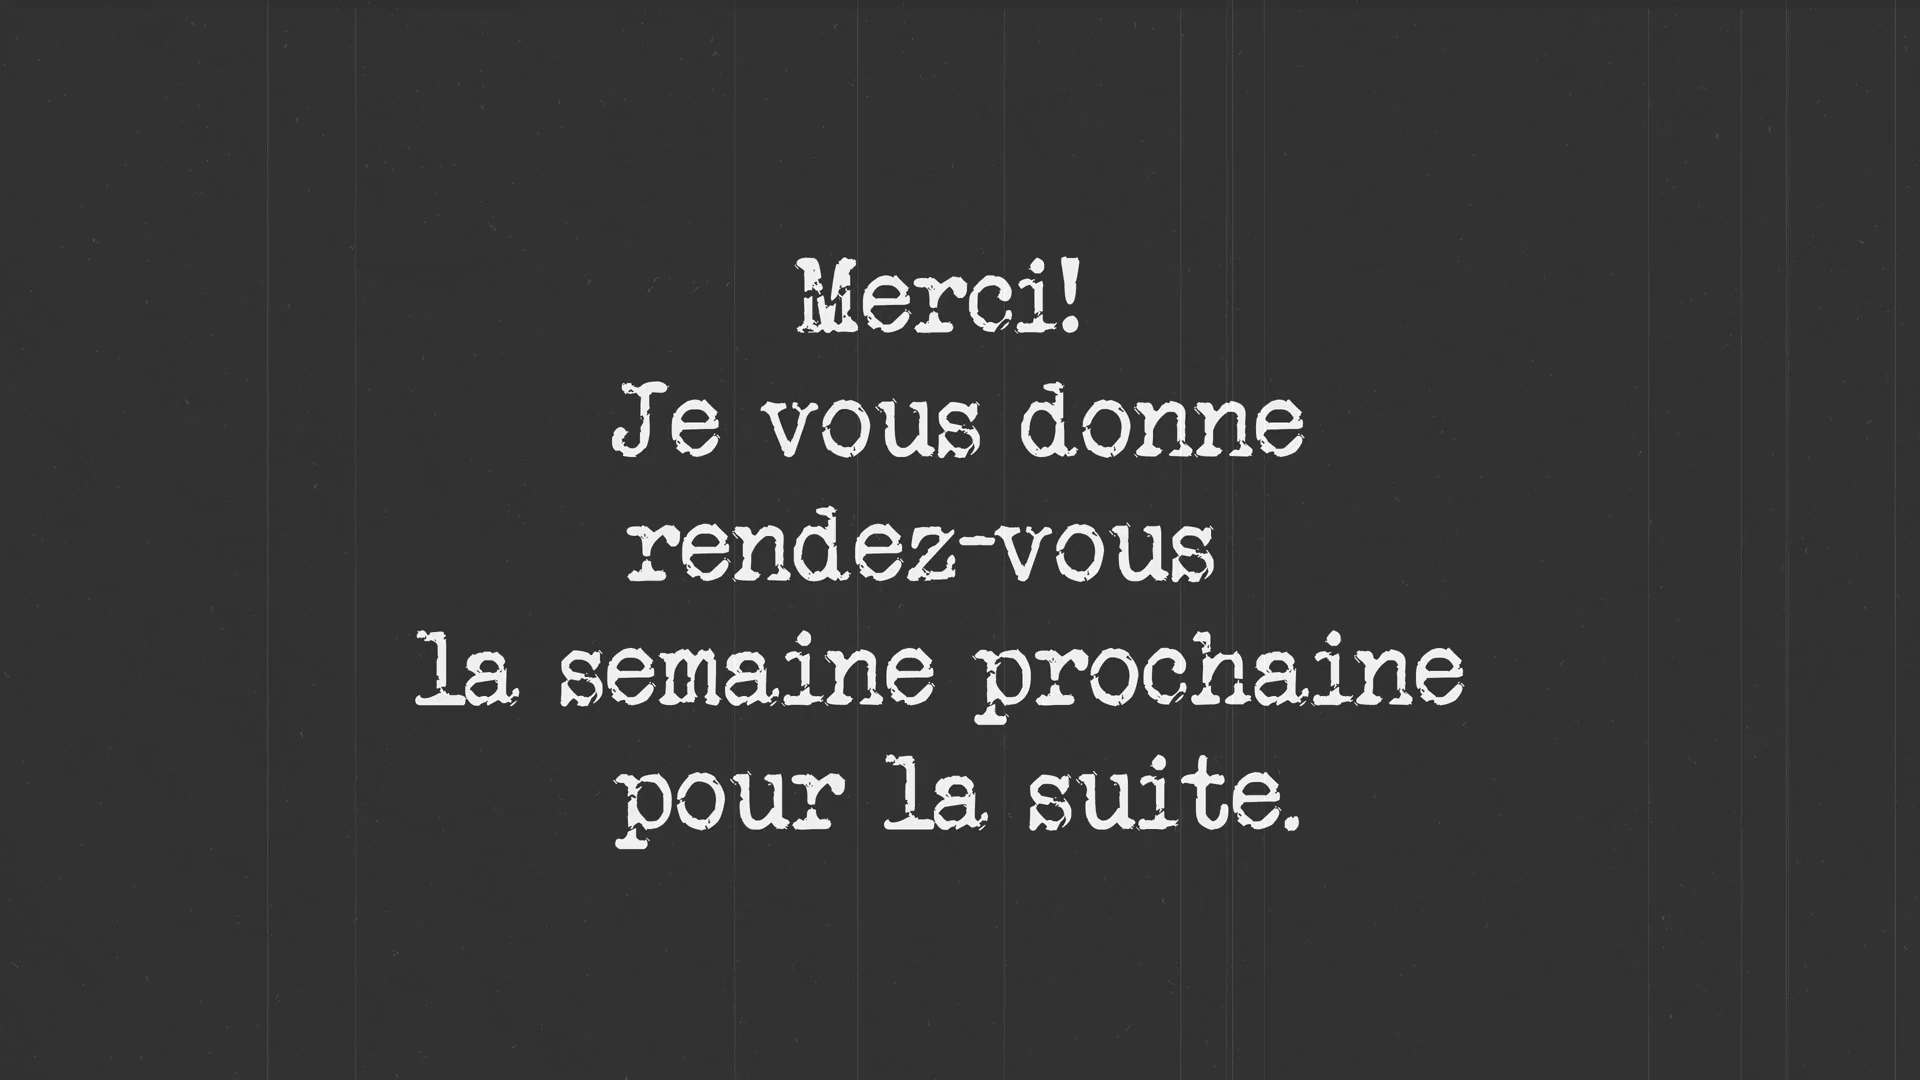 Merci!
Je vous donne
rendez-vous
la semaine prochaine
pour la suite.